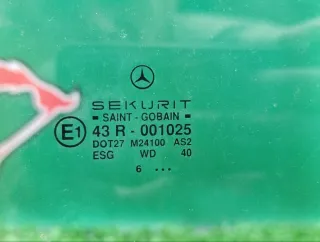 SEKURIT
SAINT - GOBAIN
E1 43 R - 001025
DOT27 M24100 AS2
ESG WD 40
6 ...